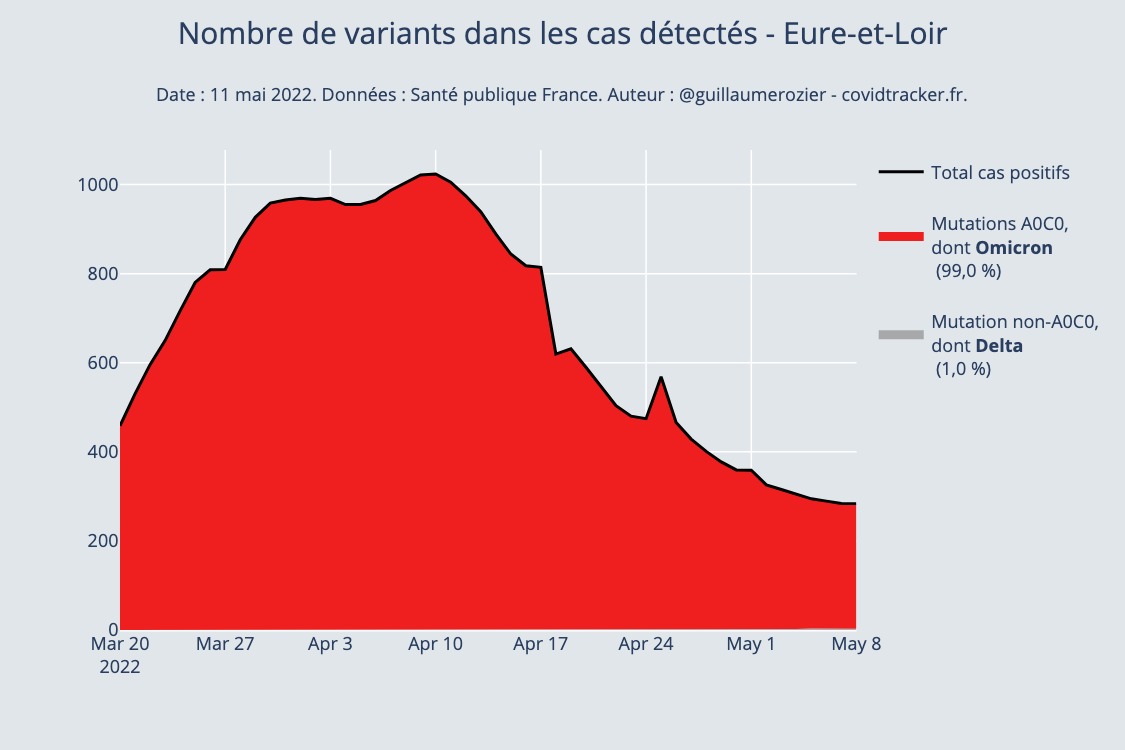 Nombre de variants dans les cas détectés - Eure-et-Loir
Date : 11 mai 2022. Données : Santé publique France. Auteur : @guillaumerozier - covidtracker.fr.
1000
800
600
400
200
0
Mar 20
2022
Mar 27
Apr 3
Apr 10
Apr 17
Apr 24
May 1
May 8
Total cas positifs
Mutations A0C0,
dont Omicron
(99,0 %)
Mutation non-A0C0,
dont Delta
(1,0 %)